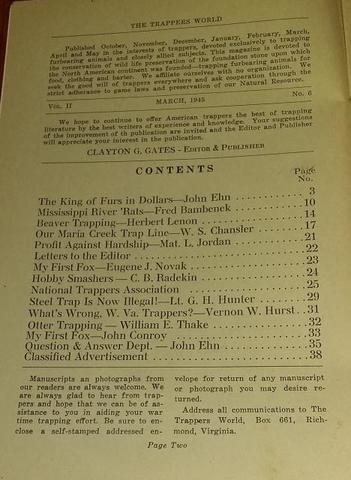 THE TRAPPERS WORLD
Published October, November, December, January, February, March,
April and May in the interests of trappers, devoted exclusively to trapping
furbearing animals and closely allied subjects. This magazine is devoted to
the conservation of wild life preservation of the foundation stone upon which
the North American continent was founded—trapping furbearing animals for
food, clothing and barter. We affiliate ourselves with no organization. We
seek the good will of trappers everywhere and ask cooperation through the
strict adherance to game laws and preservation of our Natural Resource.
VOL. II MARCH, 1945 No. 6
We hope to continue to offer American trappers the best of trapping
literature by the best writers of experience and knowledge. Your suggestions
of the improvement of th publication are invited and the Editor and Publisher
will appreciate your interest in the publication.
CLAYTON G. GATES - EDITOR & PUBLISHER
CONTENTS
Page
No.
The King of Furs in Dollars—John Ehn 3
Mississippi River 'Rats—Fred Bambenek 10
Beaver Trapping—Herbert Lenon 14
Our Maria Creek Trap Line—W. S. Chansler 17
Profit Against Hardship—Mat. L. Jordan 21
Letters to the Editor 22
My First Fox—Eugene J. Novak 23
Hobby Smashers — C. B. Radekin 24
National Trappers Association 25
Steel Trap Is Now Illegal!—Lt. G. H. Hunter 29
What's Wrong, W. Va. Trappers?—Vernon W. Hurst 31
Otter Trapping — William E. Thake 32
My First Fox—John Conroy 33
Question & Answer Dept. — John Ehn 35
Classified Advertisement 38
Manuscripts an photographs from
our readers are always welcome. We
are always glad to hear from trap-
pers and hope that we can be of as-
sistance to you in aiding your war
time trapping effort. Be sure to en-
close a self-stamped addressed en-
velope for return of any manuscript
or photograph you may desire re-
turned.
Address all communications to The
Trappers World, Box 661, Rich-
mond, Virginia.
Page Two